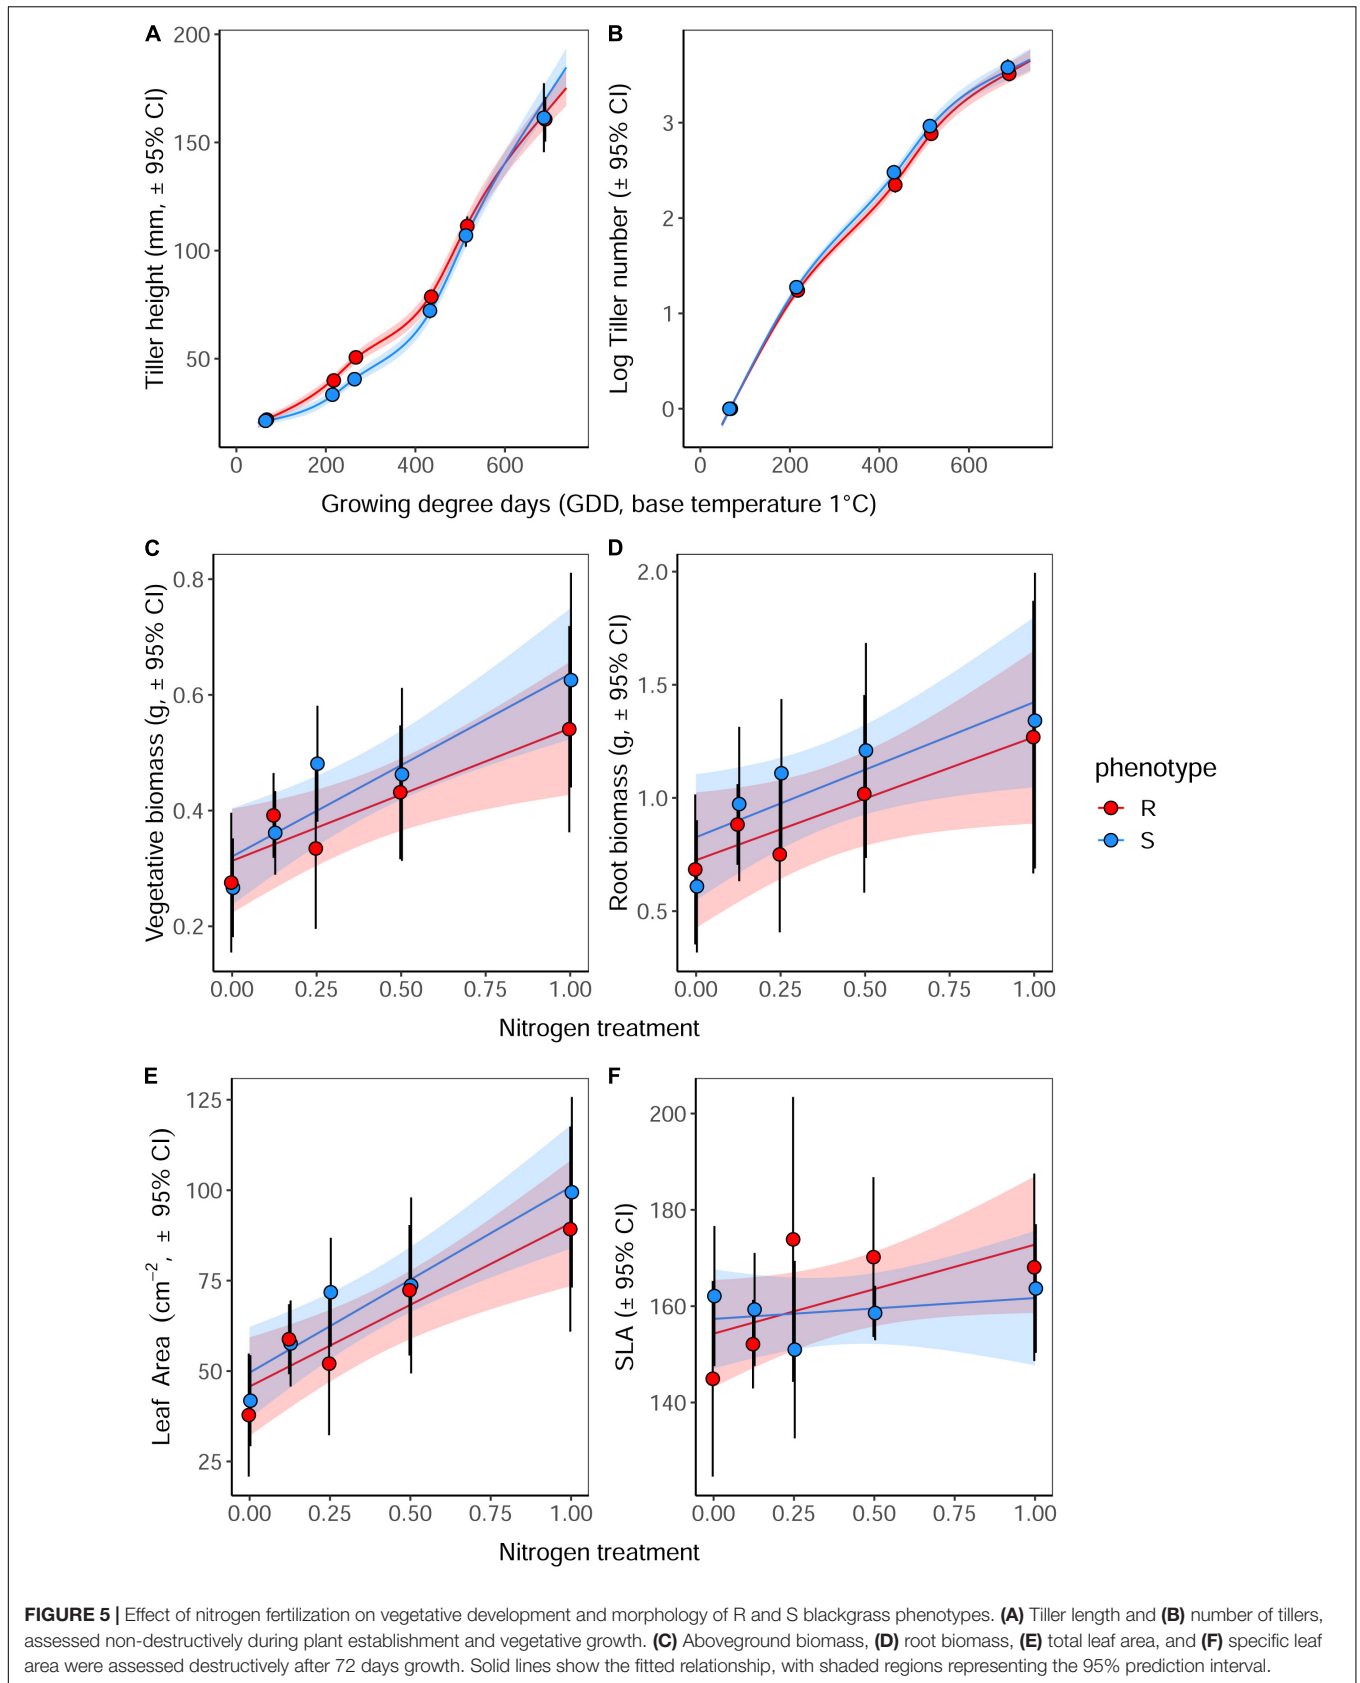 A
B
200
150
100
50
Tiller height (mm, ± 95% CI)
0 200 400 600
3
2
1
0
Log Tiller number (± 95% CI)
0 200 400 600
Growing degree days (GDD, base temperature 1°C)
C
D
0.8
0.6
0.4
0.2
Vegetative biomass (g, ± 95% CI)
0.00 0.25 0.50 0.75 1.00
2.0
1.5
1.0
0.5
Root biomass (g, ± 95% CI)
0.00 0.25 0.50 0.75 1.00
Nitrogen treatment
phenotype
R
S
E
F
125
100
75
50
25
Leaf Area (cm−2, ± 95% CI)
0.00 0.25 0.50 0.75 1.00
200
180
160
140
SLA (± 95% CI)
0.00 0.25 0.50 0.75 1.00
Nitrogen treatment
FIGURE 5 | Effect of nitrogen fertilization on vegetative development and morphology of R and S blackgrass phenotypes. (A) Tiller length and (B) number of tillers,
assessed non-destructively during plant establishment and vegetative growth. (C) Aboveground biomass, (D) root biomass, (E) total leaf area, and (F) specific leaf
area were assessed destructively after 72 days growth. Solid lines show the fitted relationship, with shaded regions representing the 95% prediction interval.